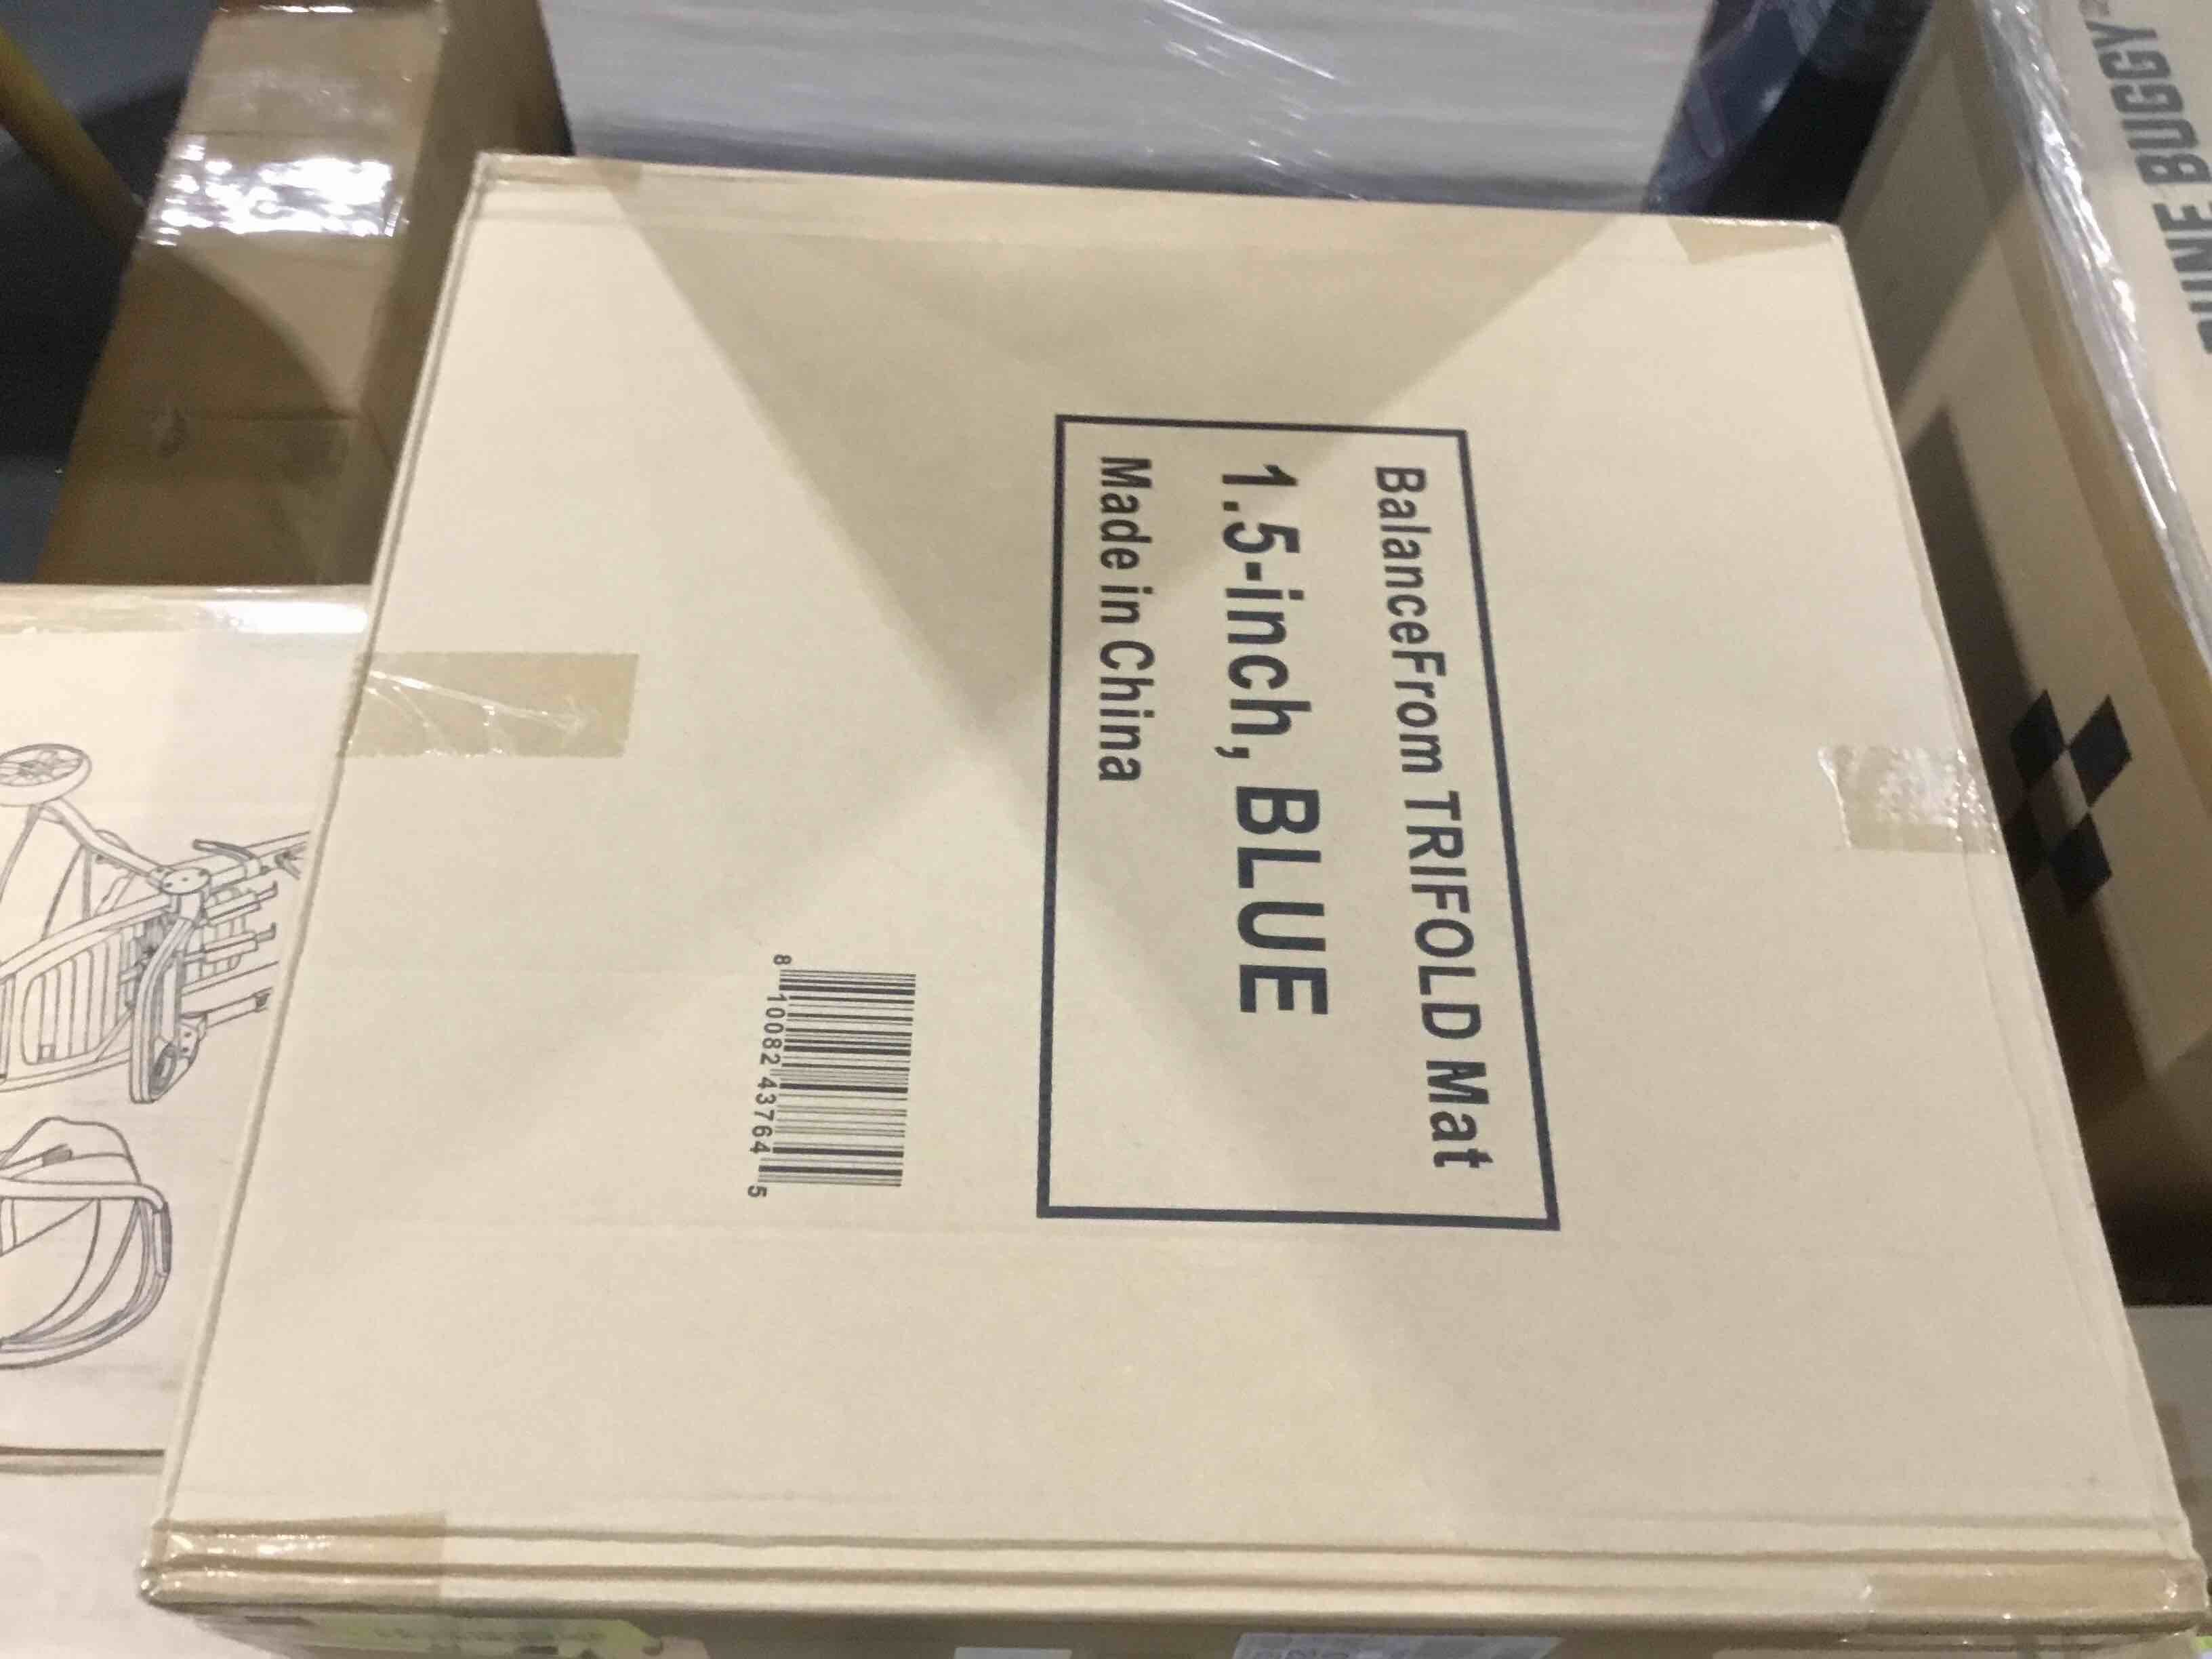 BalanceFrom TRIFOLD Mat
1.5-inch, BLUE
Made in China
8 10082 43764 5
BUGGY